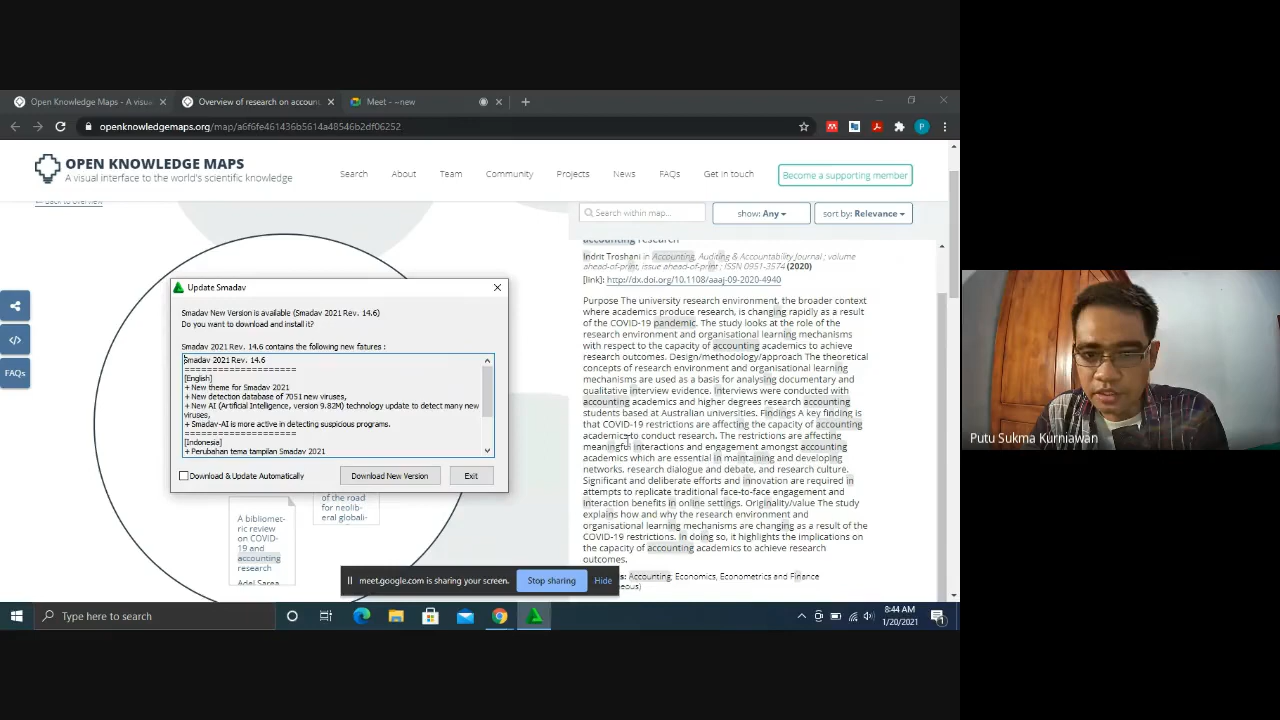 Open Knowledge Maps - A visu
Overview of research on accoun
Meet - ~new
openknowledgemaps.org/map/a6f6fe461436b5614a48546b2df06252
P
OPEN KNOWLEDGE MAPS
A visual interface to the world's scientific knowledge
Search
About
Team
Community
Projects
News
FAQs
Get in touch
Become a supporting member
Back to overview
Search within map...
show: Any
sort by: Relevance
FAQs
Update Smadav
Smadav New Version is available (Smadav 2021 Rev. 14.6)
Do you want to download and install it?
Smadav 2021 Rev. 14.6 contains the following new fatures :
Smadav 2021 Rev. 14.6
=====================
[English]
+ New theme for Smadav 2021
+ New detection database of 7051 new viruses,
+ New AI (Artificial Intelligence, version 9.82M) technology update to detect many new
viruses,
+ Smadav-AI is more active in detecting suspicious programs.
=====================
[Indonesia]
+ Perubahan tema tampilan Smadav 2021
Download & Update Automatically
Download New Version
Exit
of the road
for neolib-
eral globali-
A bibliomet-
ric review
on COVID-
19 and
accounting
research
Adel Sarea
accounting research
Indrit Troshani in Accounting, Auditing & Accountability Journal ; volume
ahead-of-print, issue ahead-of-print ; ISSN 0951-3574 (2020)
[link]: http://dx.doi.org/10.1108/aaaj-09-2020-4940
Purpose The university research environment, the broader context
where academics produce research, is changing rapidly as a result
of the COVID-19 pandemic. The study looks at the role of the
research environment and organisational learning mechanisms
with respect to the capacity of accounting academics to achieve
research outcomes. Design/methodology/approach The theoretical
concepts of research environment and organisational learning
mechanisms are used as a basis for analysing documentary and
qualitative interview evidence. Interviews were conducted with
accounting academics and higher degrees research accounting
students based at Australian universities. Findings A key finding is
that COVID-19 restrictions are affecting the capacity of accounting
academics to conduct research. The restrictions are affecting
meaningful interactions and engagement amongst accounting
academics which are essential in maintaining and developing
networks, research dialogue and debate, and research culture.
Significant and deliberate efforts and innovation are required in
attempts to replicate traditional face-to-face engagement and
interaction benefits in online settings. Originality/value The study
explains how and why the research environment and
organisational learning mechanisms are changing as a result of the
COVID-19 restrictions. In doing so, it highlights the implications on
the capacity of accounting academics to achieve research
outcomes.
Accounting; Economics, Econometrics and Finance
meet.google.com is sharing your screen.
Stop sharing
Hide
Putu Sukma Kurniawan
Type here to search
8:44 AM
1/20/2021
1